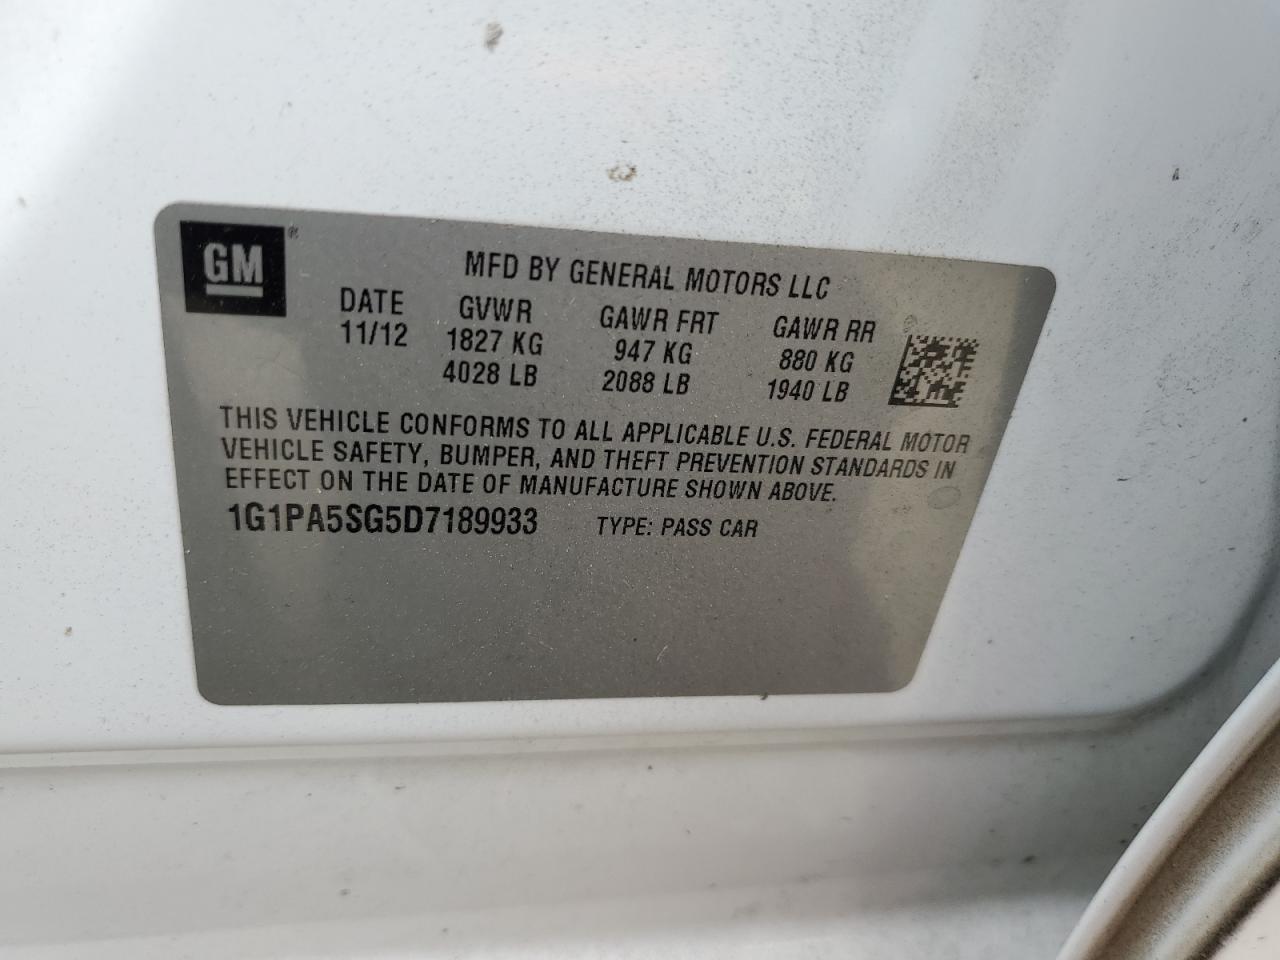 GM®
MFD BY GENERAL MOTORS LLC
DATE GVWR GAWR FRT GAWR RR
11/12 1827 KG 947 KG 880 KG
4028 LB 2088 LB 1940 LB
THIS VEHICLE CONFORMS TO ALL APPLICABLE U.S. FEDERAL MOTOR
VEHICLE SAFETY, BUMPER, AND THEFT PREVENTION STANDARDS IN
EFFECT ON THE DATE OF MANUFACTURE SHOWN ABOVE.
1G1PA5SG5D7189933 TYPE: PASS CAR